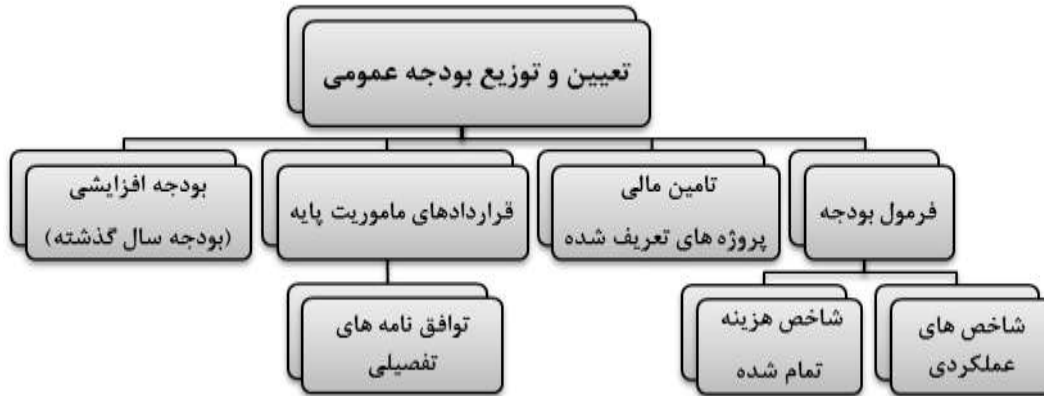 تعیین و توزیع بودجه عمومی
فرمول بودجه
تامین مالی
پروژه های تعریف شده
قراردادهای ماموریت پایه
بودجه افزایشی
(بودجه سال گذشته)
شاخص های
عملکردی
شاخص هزینه
تمام شده
توافق نامه های
تفصیلی